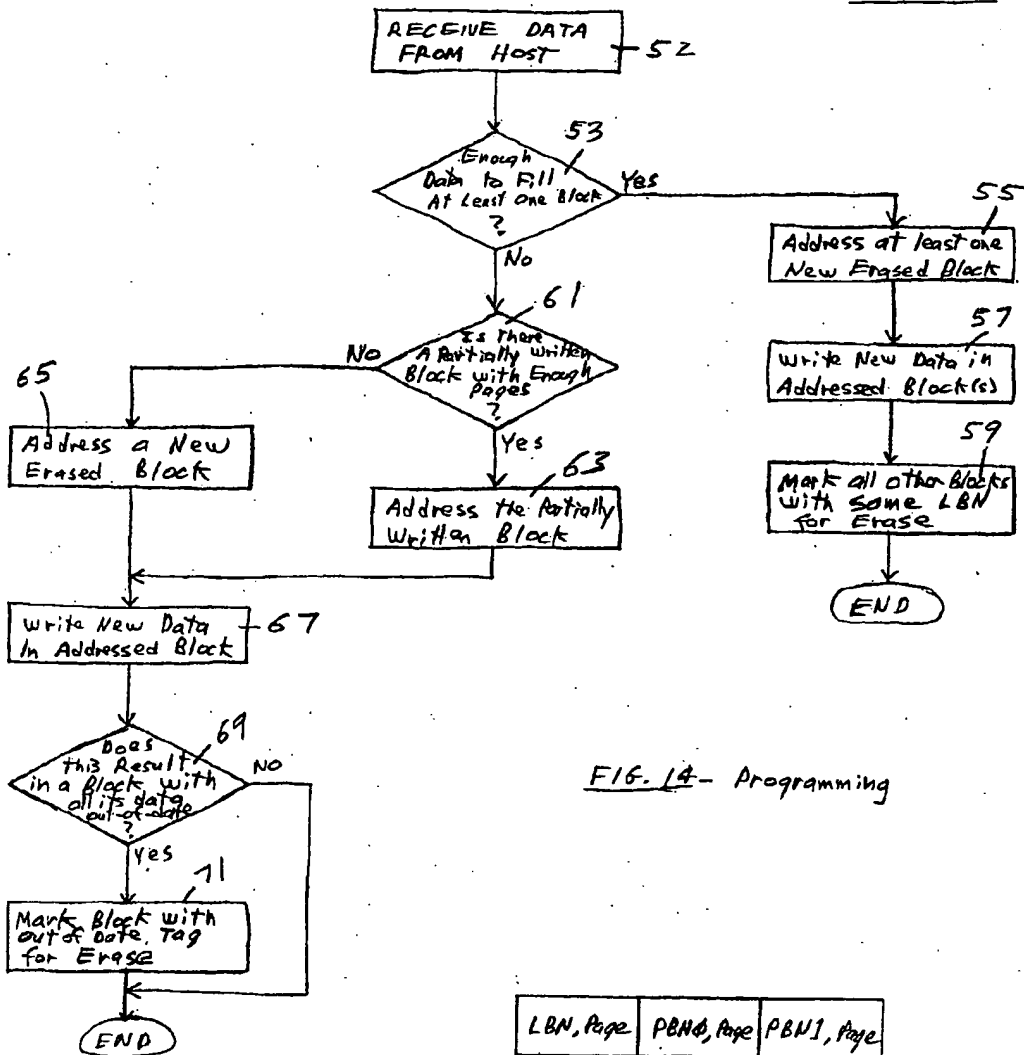 RECEIVE DATA
FROM HOST
52
53
Enough
Data to Fill
At Least One Block
?
Yes
No
55
Address at least one
New Erased Block
57
Write New Data in
Addressed Block(s)
59
Mark all other Blocks
with same LBN
for Erase
END
61
Is There
A Partially Written
Block with Enough
Pages
?
No
Yes
65
Address a New
Erased Block
63
Address the Partially
Written Block
Write New Data
In Addressed Block
67
69
Does
this Result
in a Block with
all its data
out-of-date
?
NO
Yes
71
Mark Block with
out of Date, Tag
for Erase
END
FIG. 14 - Programming
LBN, Page
PBN0, Page
PBN1, Page